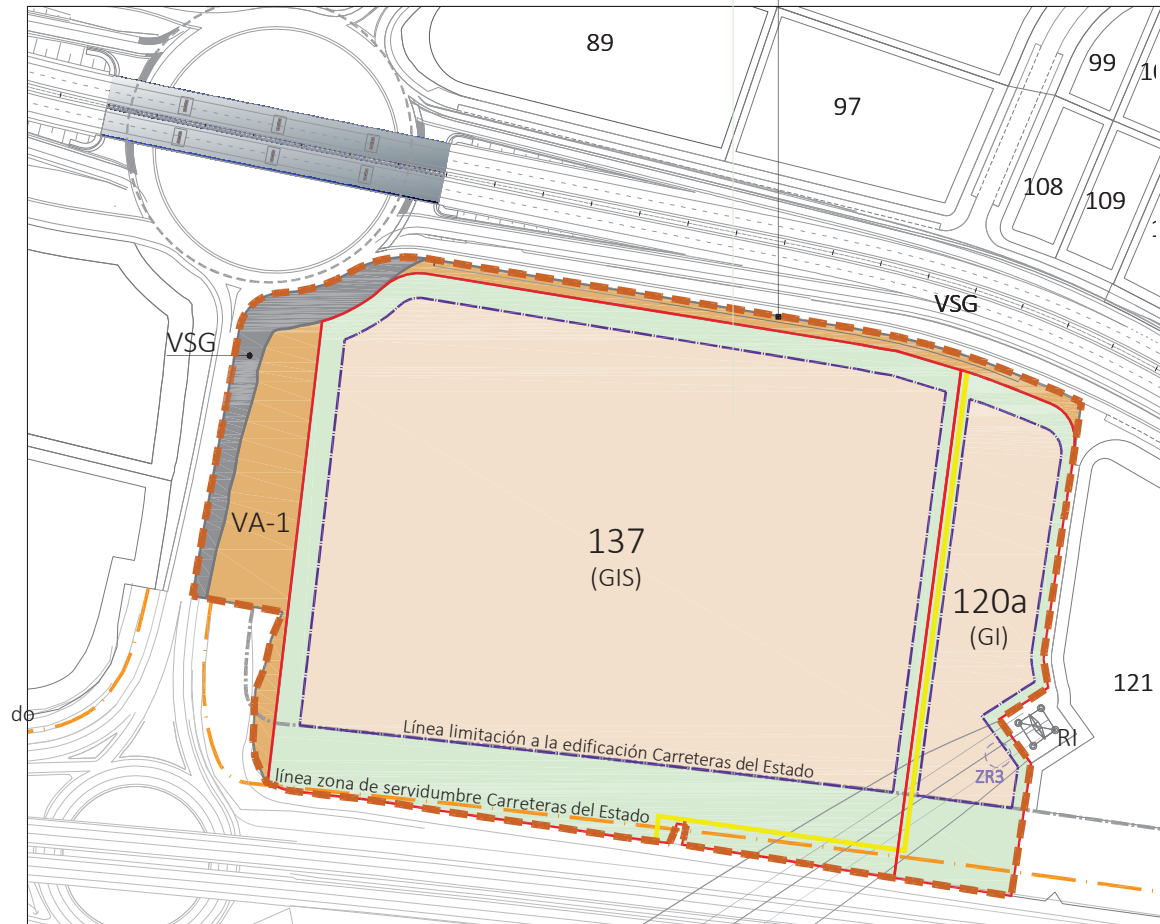 89
99
97
108
109
VSG
VSG
VA-1
137
(GIS)
120a
(GI)
121
do
Línea limitación a la edificación Carreteras del Estado
RI
ZR3
línea zona de servidumbre Carreteras del Estado